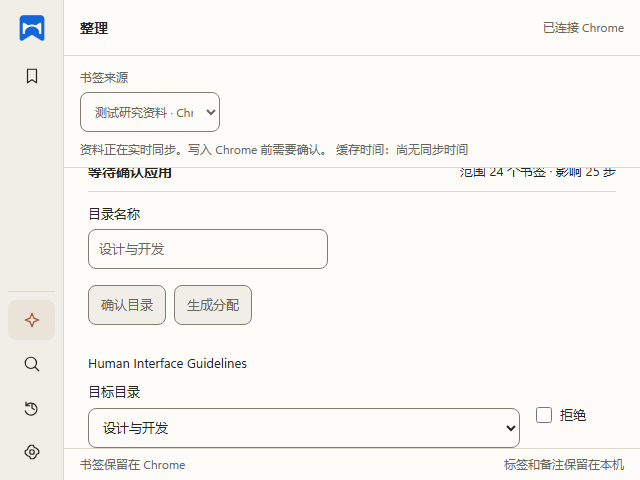 整理
已连接 Chrome
书签来源
测试研究资料 · Chr
资料正在实时同步。写入 Chrome 前需要确认。 缓存时间：尚无同步时间
等待确认应用
范围 24 个书签 · 影响 25 步
目录名称
设计与开发
确认目录
生成分配
Human Interface Guidelines
目标目录
设计与开发
拒绝
书签保留在 Chrome
标签和备注保留在本机